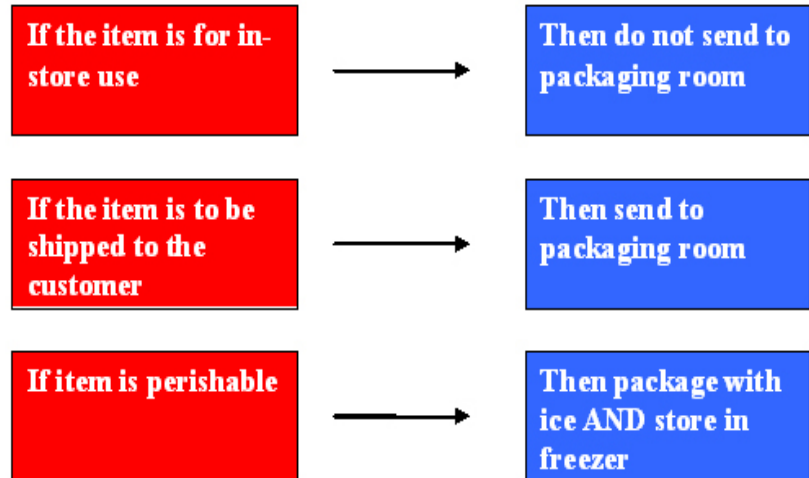 If the item is for in-
store use
Then do not send to
packaging room
If the item is to be
shipped to the
customer
Then send to
packaging room
If item is perishable
Then package with
ice AND store in
freezer